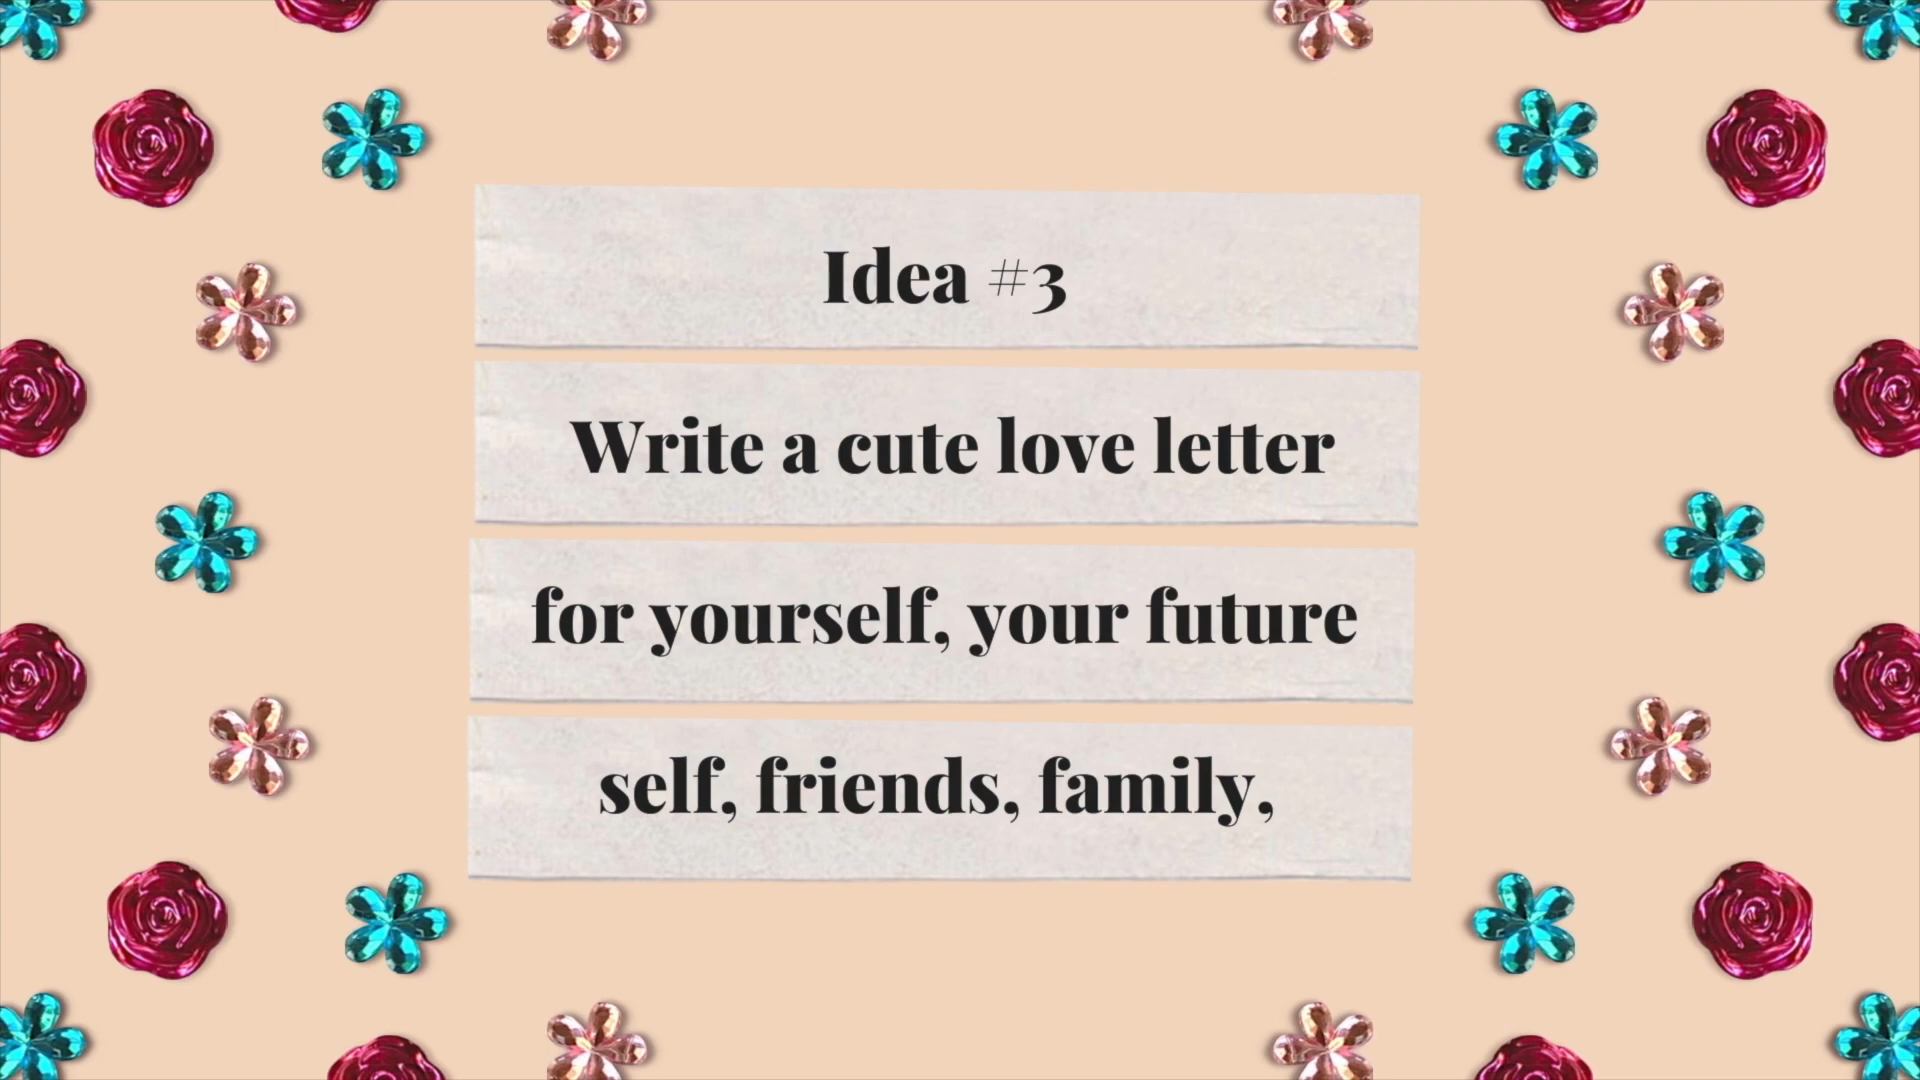 Idea #3
Write a cute love letter
for yourself, your future
self, friends, family,